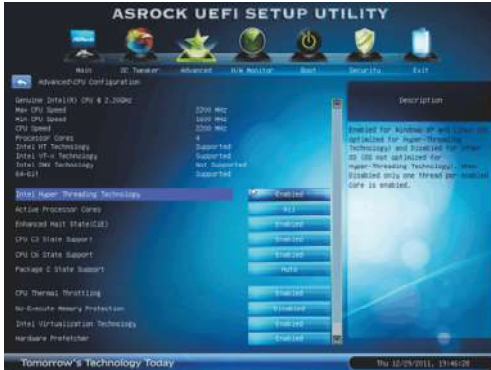 ASROCK UEFI SETUP UTILITY
Main OC Tweaker Advanced H/W Monitor Boot Security Exit
Advanced\CPU Configuration
Description
Genuine Intel(R) CPU @ 2.20GHz
Max CPU Speed 2200 MHz
Min CPU Speed 1600 MHz
CPU Speed 2200 MHz
Processor Cores 4
Intel HT Technology Supported
Intel VT-x Technology Supported
Intel SMX Technology Not Supported
64-bit Supported
Enabled for Windows XP and Linux (OS
optimized for Hyper-Threading
Technology) and Disabled for other
OS (OS not optimized for
Hyper-Threading Technology). When
Disabled only one thread per enabled
core is enabled.
Intel Hyper Threading Technology Enabled
Active Processor Cores All
Enhanced Halt State(C1E) Enabled
CPU C3 State Support Enabled
CPU C6 State Support Enabled
Package C State Support Auto
CPU Thermal Throttling Enabled
No-Execute Memory Protection
Intel Virtualization Technology Enabled
Hardware Prefetcher Enabled
Tomorrow's Technology Today
Thu 12/29/2011, 19:46:28